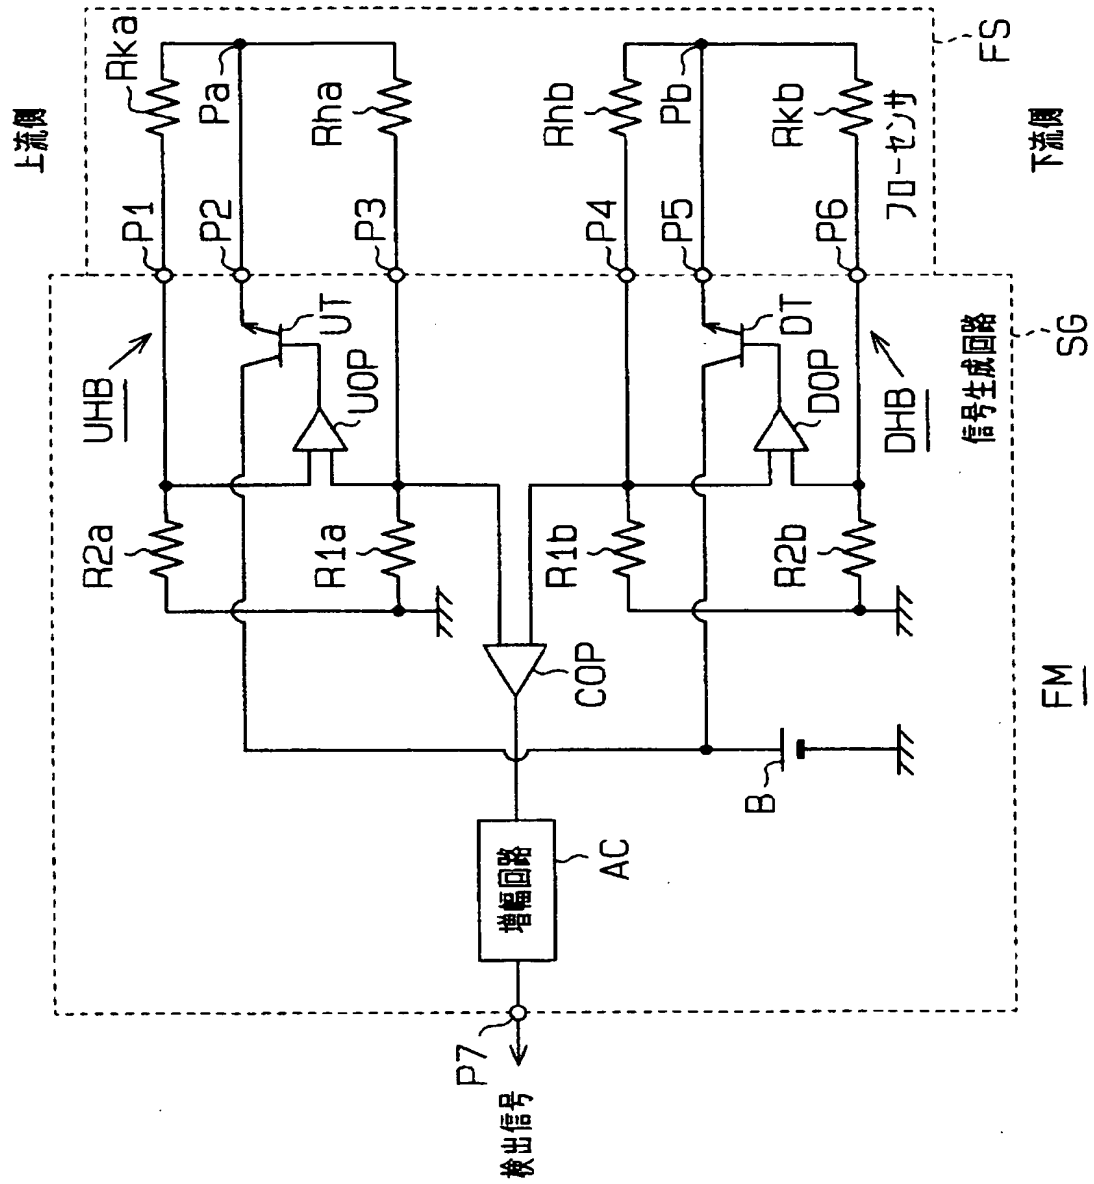 上流側
Rka
R2a
UHB
P1
P2
Pa
R1a
UT
Rha
UOP
P3
P7
検出信号
増幅回路
R1b
Rhb
COP
P4
AC
P5
Pb
B
R2b
DT
Rkb
DOP
P6
DHB
フローセンサ
信号生成回路
FS
下流側
FM
SG